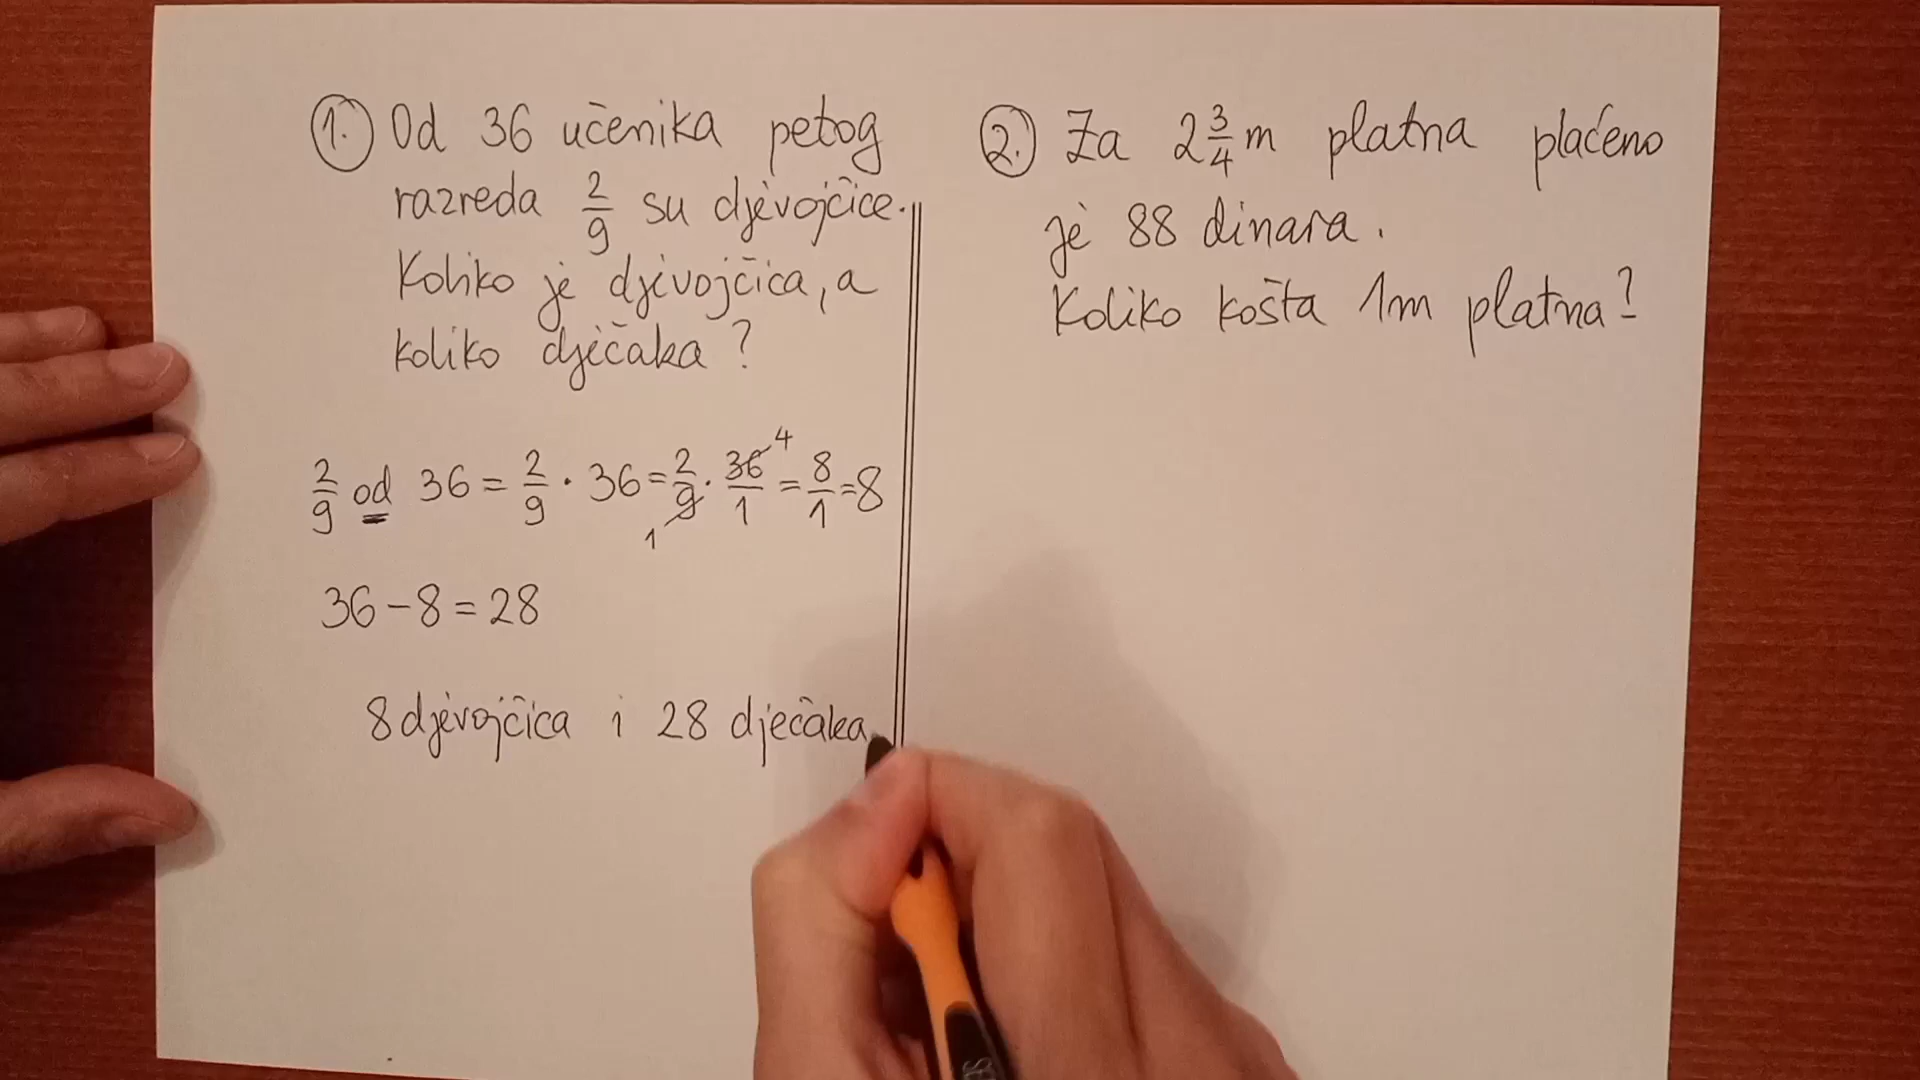 1. Od 36 učenika petog
razreda 2/9 su djevojčice.
Koliko je djevojčica, a
koliko dječaka?
2/9 od 36 = 2/9 · 36 = 2/9 · 36/1 = 8/1 = 8
4
1
36 - 8 = 28
8 djevojčica i 28 dječaka
2. Za 2 3/4 m platna plaćeno
je 88 dinara.
Koliko košta 1m platna?